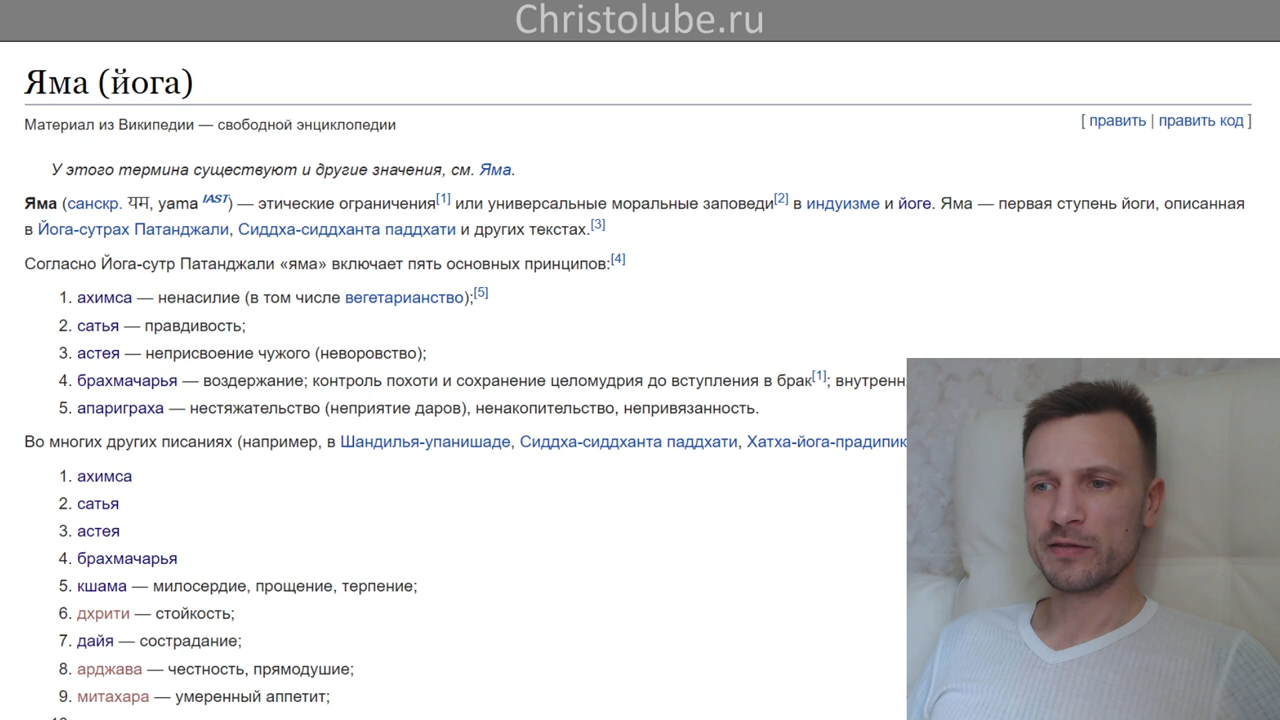 Christolube.ru
Яма (йога)
Материал из Википедии — свободной энциклопедии
[ править | править код ]
У этого термина существуют и другие значения, см. Яма.
Яма (санскр. यम, yama IAST) — этические ограничения[1] или универсальные моральные заповеди[2] в индуизме и йоге. Яма — первая ступень йоги, описанная
в Йога-сутрах Патанджали, Сиддха-сиддханта паддхати и других текстах.[3]
Согласно Йога-сутр Патанджали «яма» включает пять основных принципов:[4]
1. ахимса — ненасилие (в том числе вегетарианство);[5]
2. сатья — правдивость;
3. астея — неприсвоение чужого (неворовство);
4. брахмачарья — воздержание; контроль похоти и сохранение целомудрия до вступления в брак[1]; внутренн
5. апариграха — нестяжательство (неприятие даров), ненакопительство, непривязанность.
Во многих других писаниях (например, в Шандилья-упанишаде, Сиддха-сиддханта паддхати, Хатха-йога-прадипик
1. ахимса
2. сатья
3. астея
4. брахмачарья
5. кшама — милосердие, прощение, терпение;
6. дхрити — стойкость;
7. дайя — сострадание;
8. арджава — честность, прямодушие;
9. митахара — умеренный аппетит;